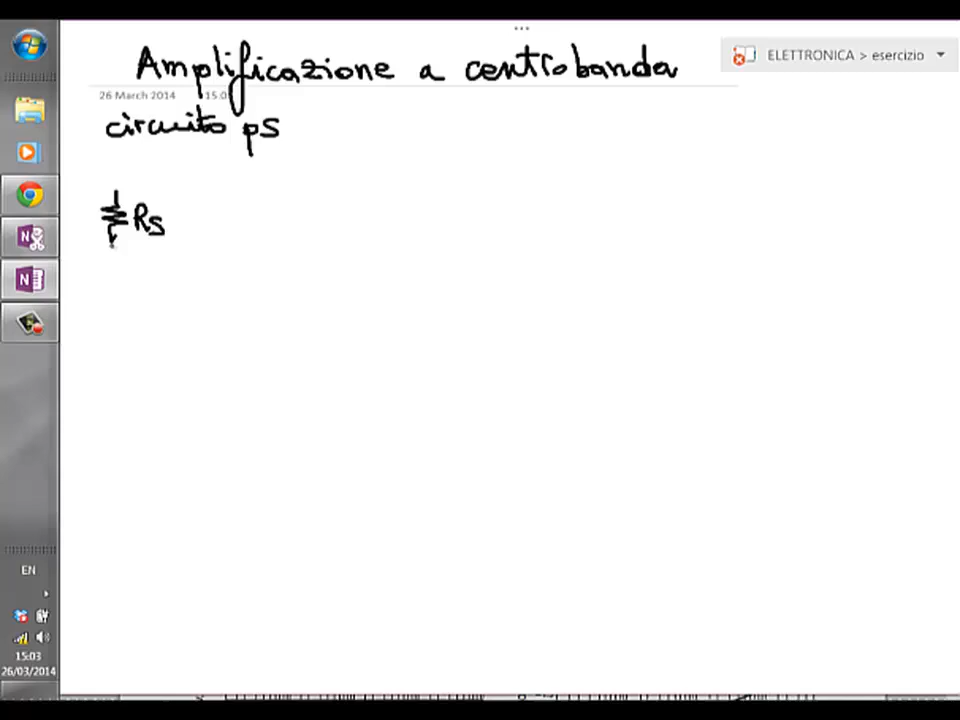 Amplificazione a centrobanda
ELETTRONICA > esercizio
26 March 2014
circuito pS
RS
EN
15:03
26/03/2014